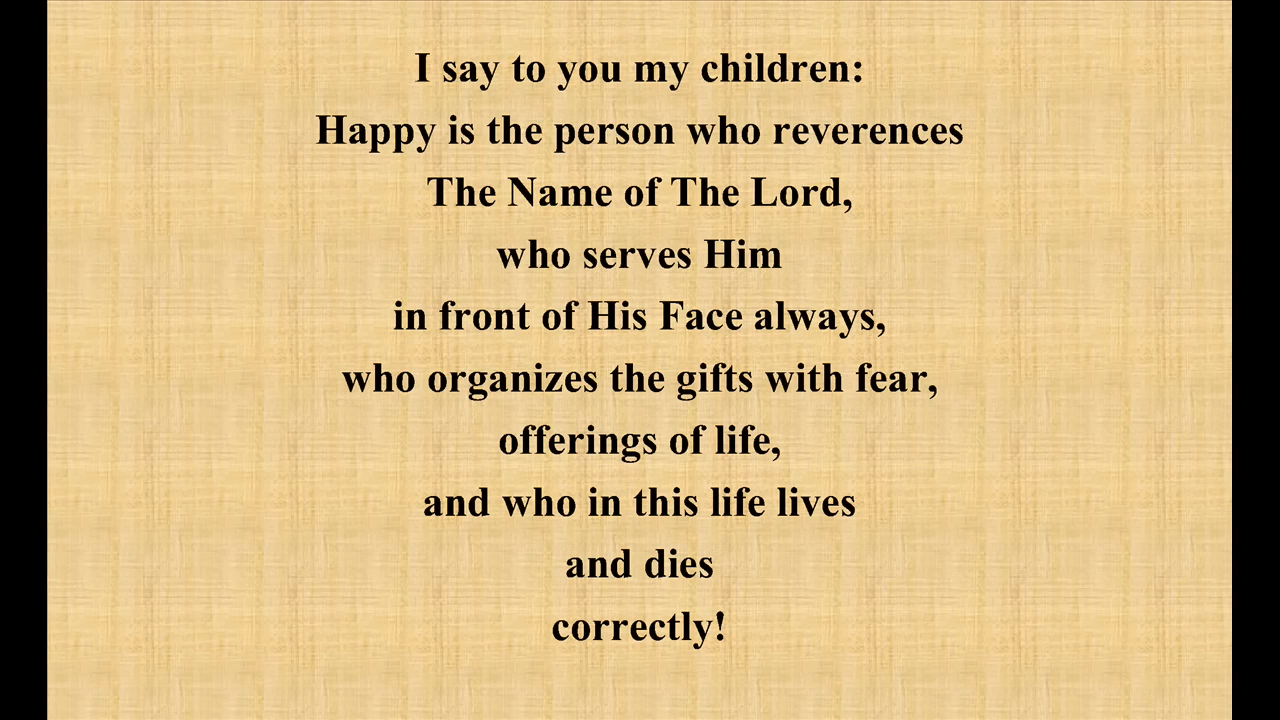 I say to you my children:
Happy is the person who reverences
The Name of The Lord,
who serves Him
in front of His Face always,
who organizes the gifts with fear,
offerings of life,
and who in this life lives
and dies
correctly!